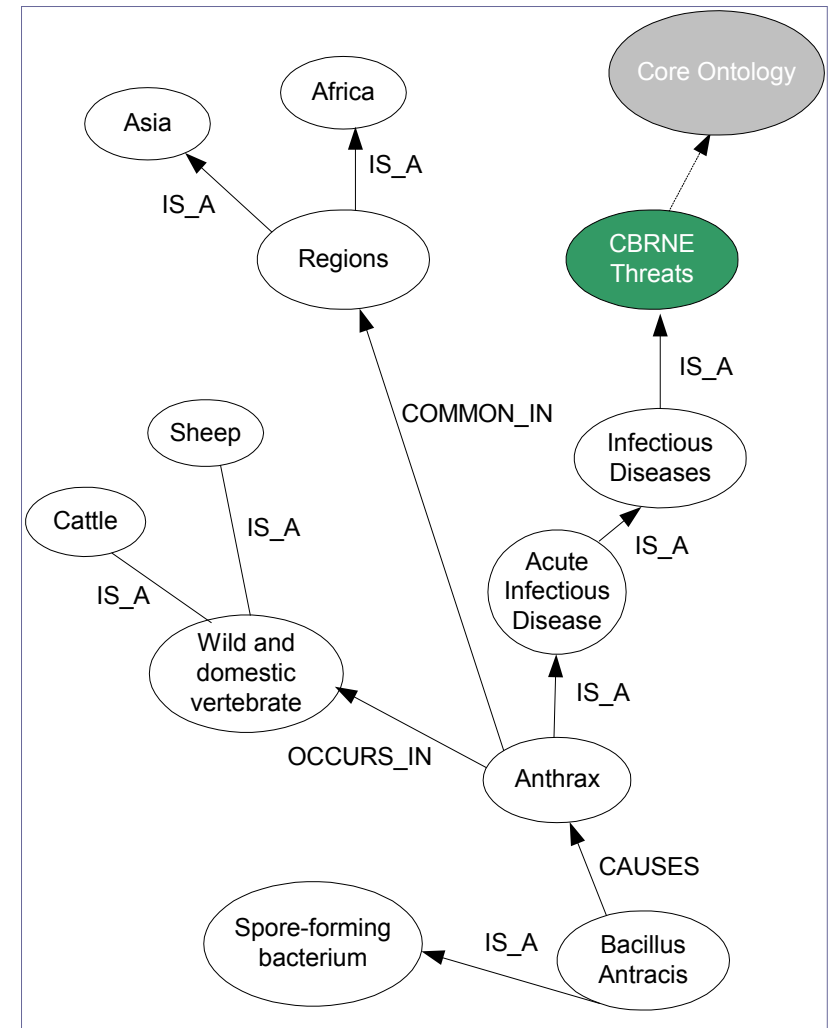 Core Ontology
Africa
Asia
IS_A
IS_A
CBRNE
Threats
Regions
IS_A
COMMON_IN
Sheep
Infectious
Diseases
Cattle
IS_A
IS_A
Acute
Infectious
Disease
IS_A
Wild and
domestic
vertebrate
IS_A
OCCURS_IN
Anthrax
CAUSES
Spore-forming
bacterium
IS_A
Bacillus
Antracis